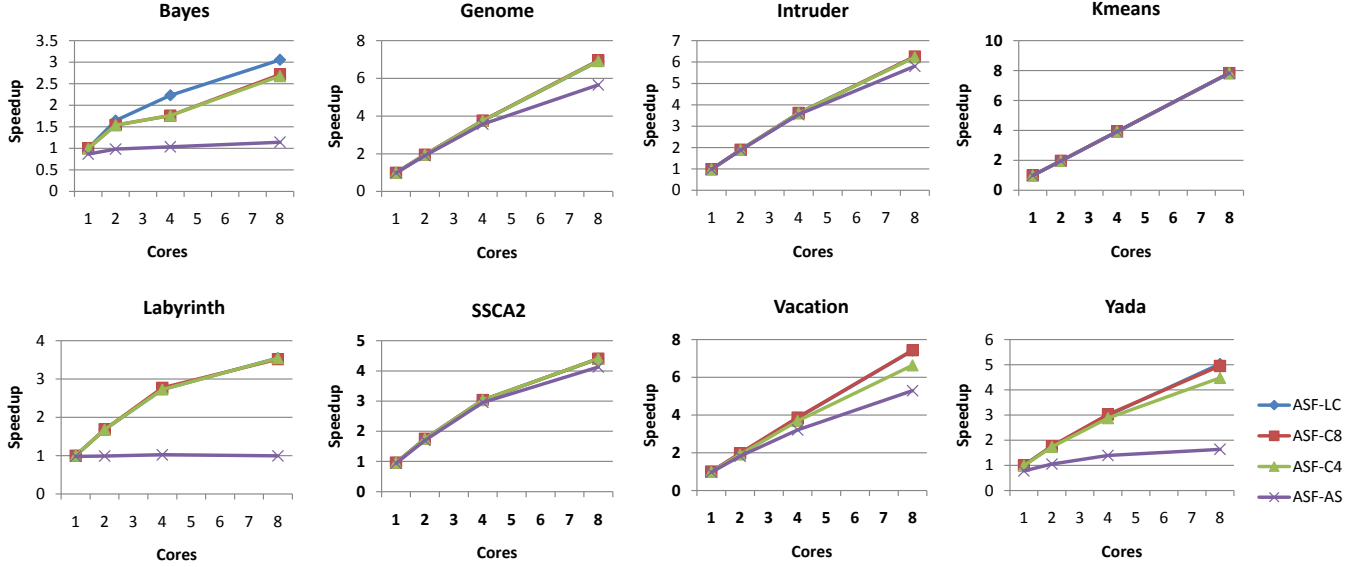 Bayes
3.5
3
2.5
2
1.5
1
0.5
0
Speedup
1 2 3 4 5 6 7 8
Cores
Genome
8
6
4
2
0
Speedup
1 2 3 4 5 6 7 8
Cores
Intruder
7
6
5
4
3
2
1
0
Speedup
1 2 3 4 5 6 7 8
Cores
Kmeans
10
8
6
4
2
0
Speedup
1 2 3 4 5 6 7 8
Cores
Labyrinth
4
3
2
1
0
Speedup
1 2 3 4 5 6 7 8
Cores
SSCA2
5
4
3
2
1
0
Speedup
1 2 3 4 5 6 7 8
Cores
Vacation
8
6
4
2
0
Speedup
1 2 3 4 5 6 7 8
Cores
Yada
6
5
4
3
2
1
0
Speedup
1 2 3 4 5 6 7 8
Cores
ASF-LC
ASF-C8
ASF-C4
ASF-AS